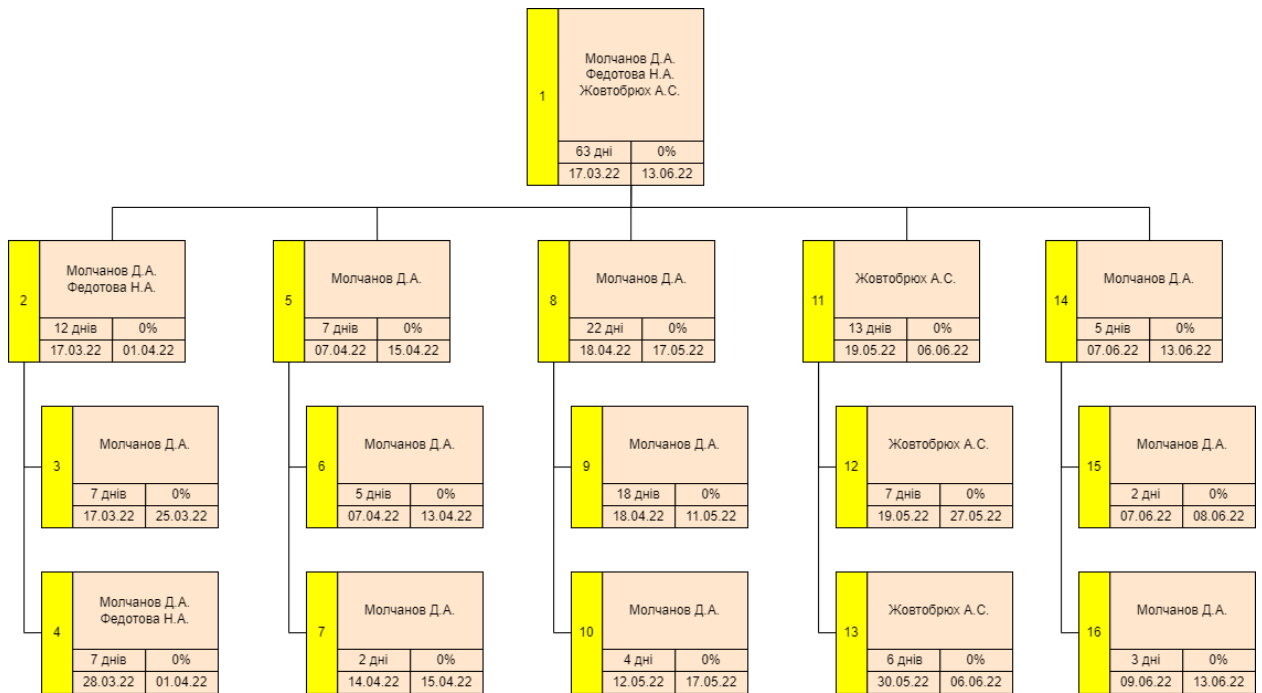 1
Молчанов Д.А.
Федотова Н.А.
Жовтобрюх А.С.
63 дні 0%
17.03.22 13.06.22
2
Молчанов Д.А.
Федотова Н.А.
12 днів 0%
17.03.22 01.04.22
5
Молчанов Д.А.
7 днів 0%
07.04.22 15.04.22
8
Молчанов Д.А.
22 дні 0%
18.04.22 17.05.22
11
Жовтобрюх А.С.
13 днів 0%
19.05.22 06.06.22
14
Молчанов Д.А.
5 днів 0%
07.06.22 13.06.22
3
Молчанов Д.А.
7 днів 0%
17.03.22 25.03.22
6
Молчанов Д.А.
5 днів 0%
07.04.22 13.04.22
9
Молчанов Д.А.
18 днів 0%
18.04.22 11.05.22
12
Жовтобрюх А.С.
7 днів 0%
19.05.22 27.05.22
15
Молчанов Д.А.
2 дні 0%
07.06.22 08.06.22
4
Молчанов Д.А.
Федотова Н.А.
7 днів 0%
28.03.22 01.04.22
7
Молчанов Д.А.
2 дні 0%
14.04.22 15.04.22
10
Молчанов Д.А.
4 дні 0%
12.05.22 17.05.22
13
Жовтобрюх А.С.
6 днів 0%
30.05.22 06.06.22
16
Молчанов Д.А.
3 дні 0%
09.06.22 13.06.22